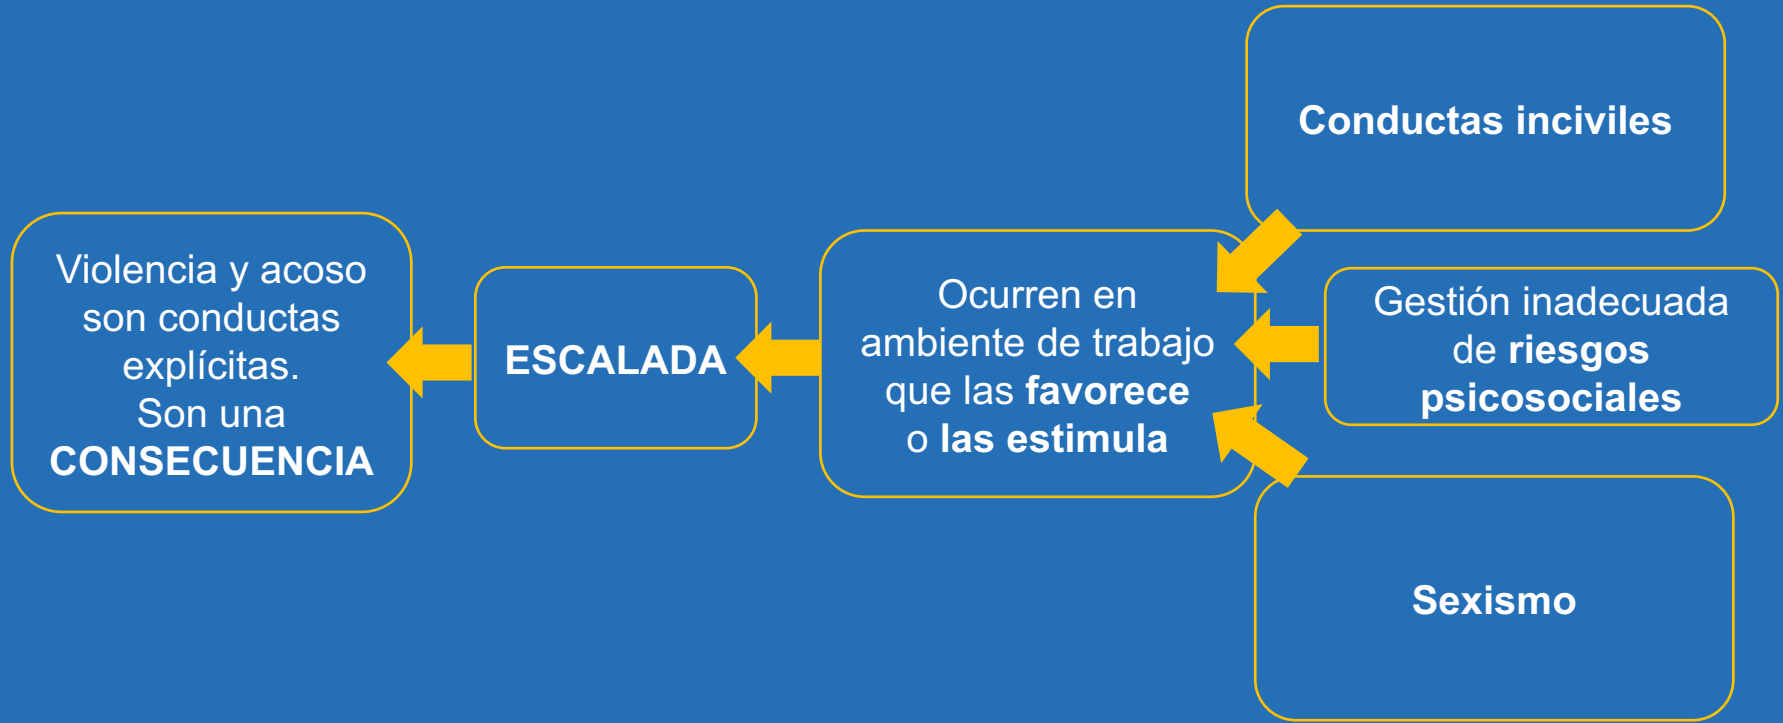 Conductas inciviles
Violencia y acoso
son conductas
explícitas.
Son una
CONSECUENCIA
ESCALADA
Ocurren en
ambiente de trabajo
que las favorece
o las estimula
Gestión inadecuada
de riesgos
psicosociales
Sexismo